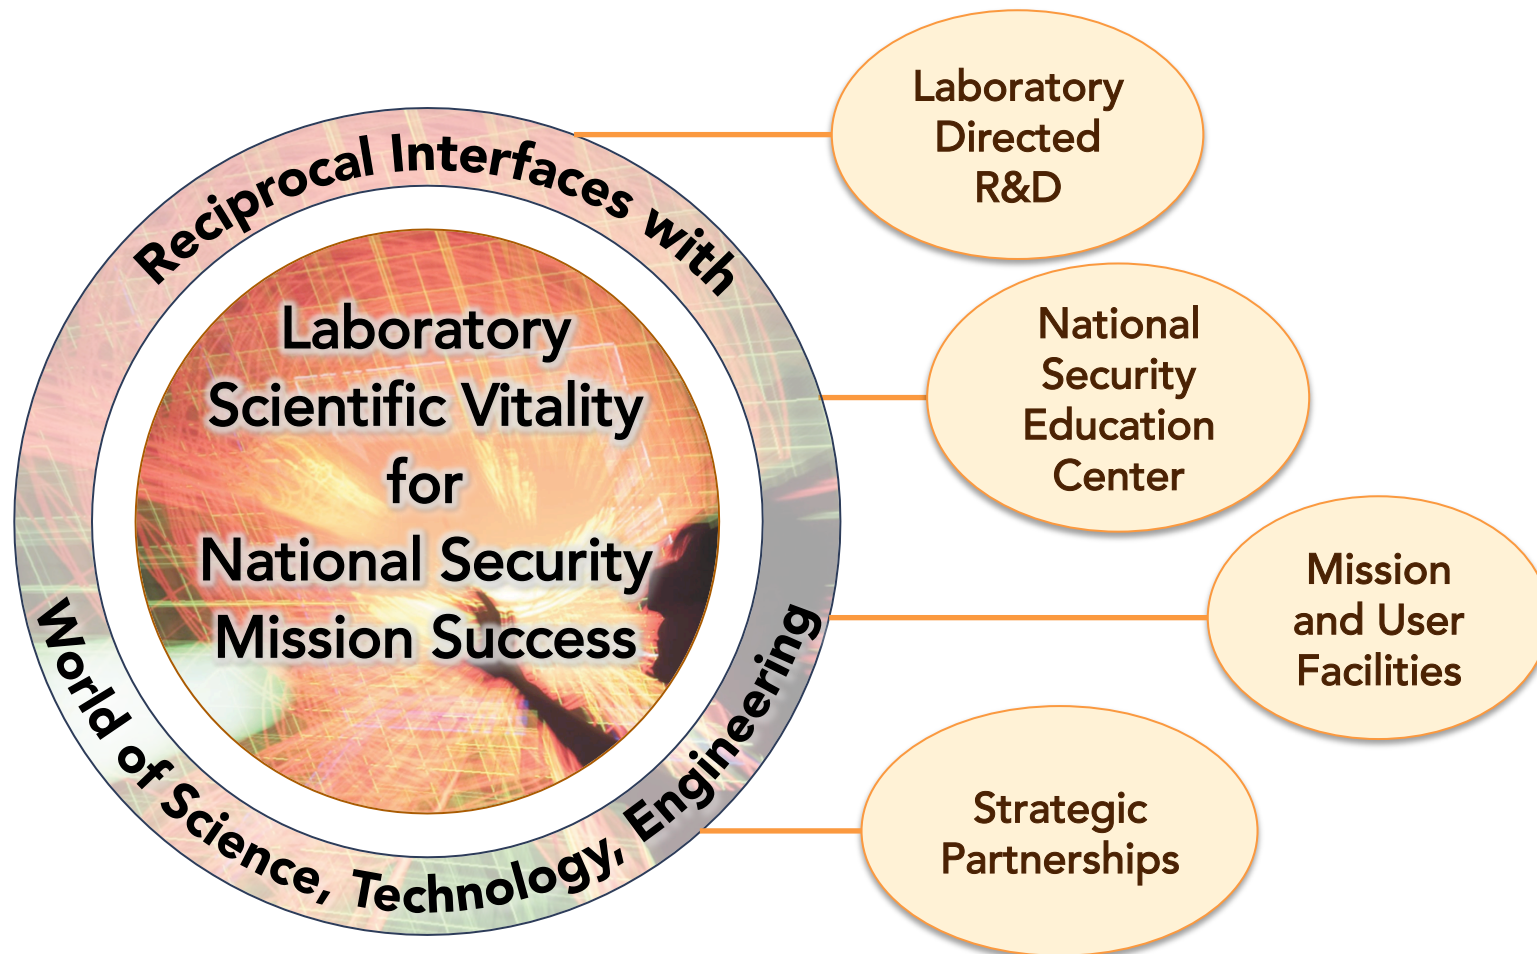 Reciprocal Interfaces with
World of Science, Technology, Engineering
Laboratory
Scientific Vitality
for
National Security
Mission Success
Laboratory
Directed
R&D
National
Security
Education
Center
Mission
and User
Facilities
Strategic
Partnerships